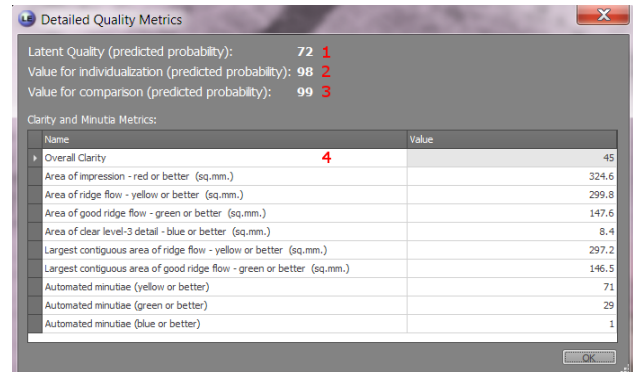 LE Detailed Quality Metrics X
Latent Quality (predicted probability): 72 1
Value for individualization (predicted probability): 98 2
Value for comparison (predicted probability): 99 3
Clarity and Minutia Metrics:
Name Value
Overall Clarity 4 45
Area of impression - red or better (sq.mm.) 324.6
Area of ridge flow - yellow or better (sq.mm.) 299.8
Area of good ridge flow - green or better (sq.mm.) 147.6
Area of clear level-3 detail - blue or better (sq.mm.) 8.4
Largest contiguous area of ridge flow - yellow or better (sq.mm.) 297.2
Largest contiguous area of good ridge flow - green or better (sq.mm.) 146.5
Automated minutiae (yellow or better) 71
Automated minutiae (green or better) 29
Automated minutiae (blue or better) 1
OK